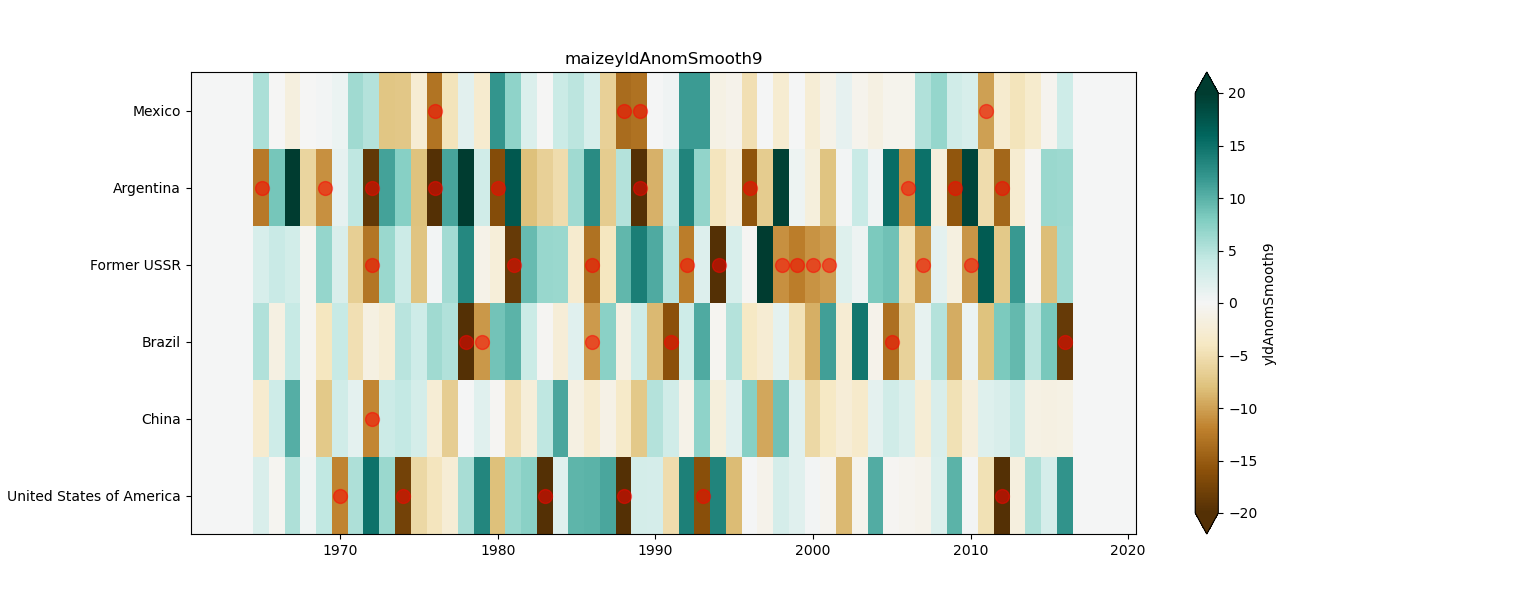 maizeyldAnomSmooth9
Mexico
Argentina
Former USSR
Brazil
China
United States of America
1970 1980 1990 2000 2010 2020
20
15
10
5
0
−5
−10
−15
−20
yldAnomSmooth9